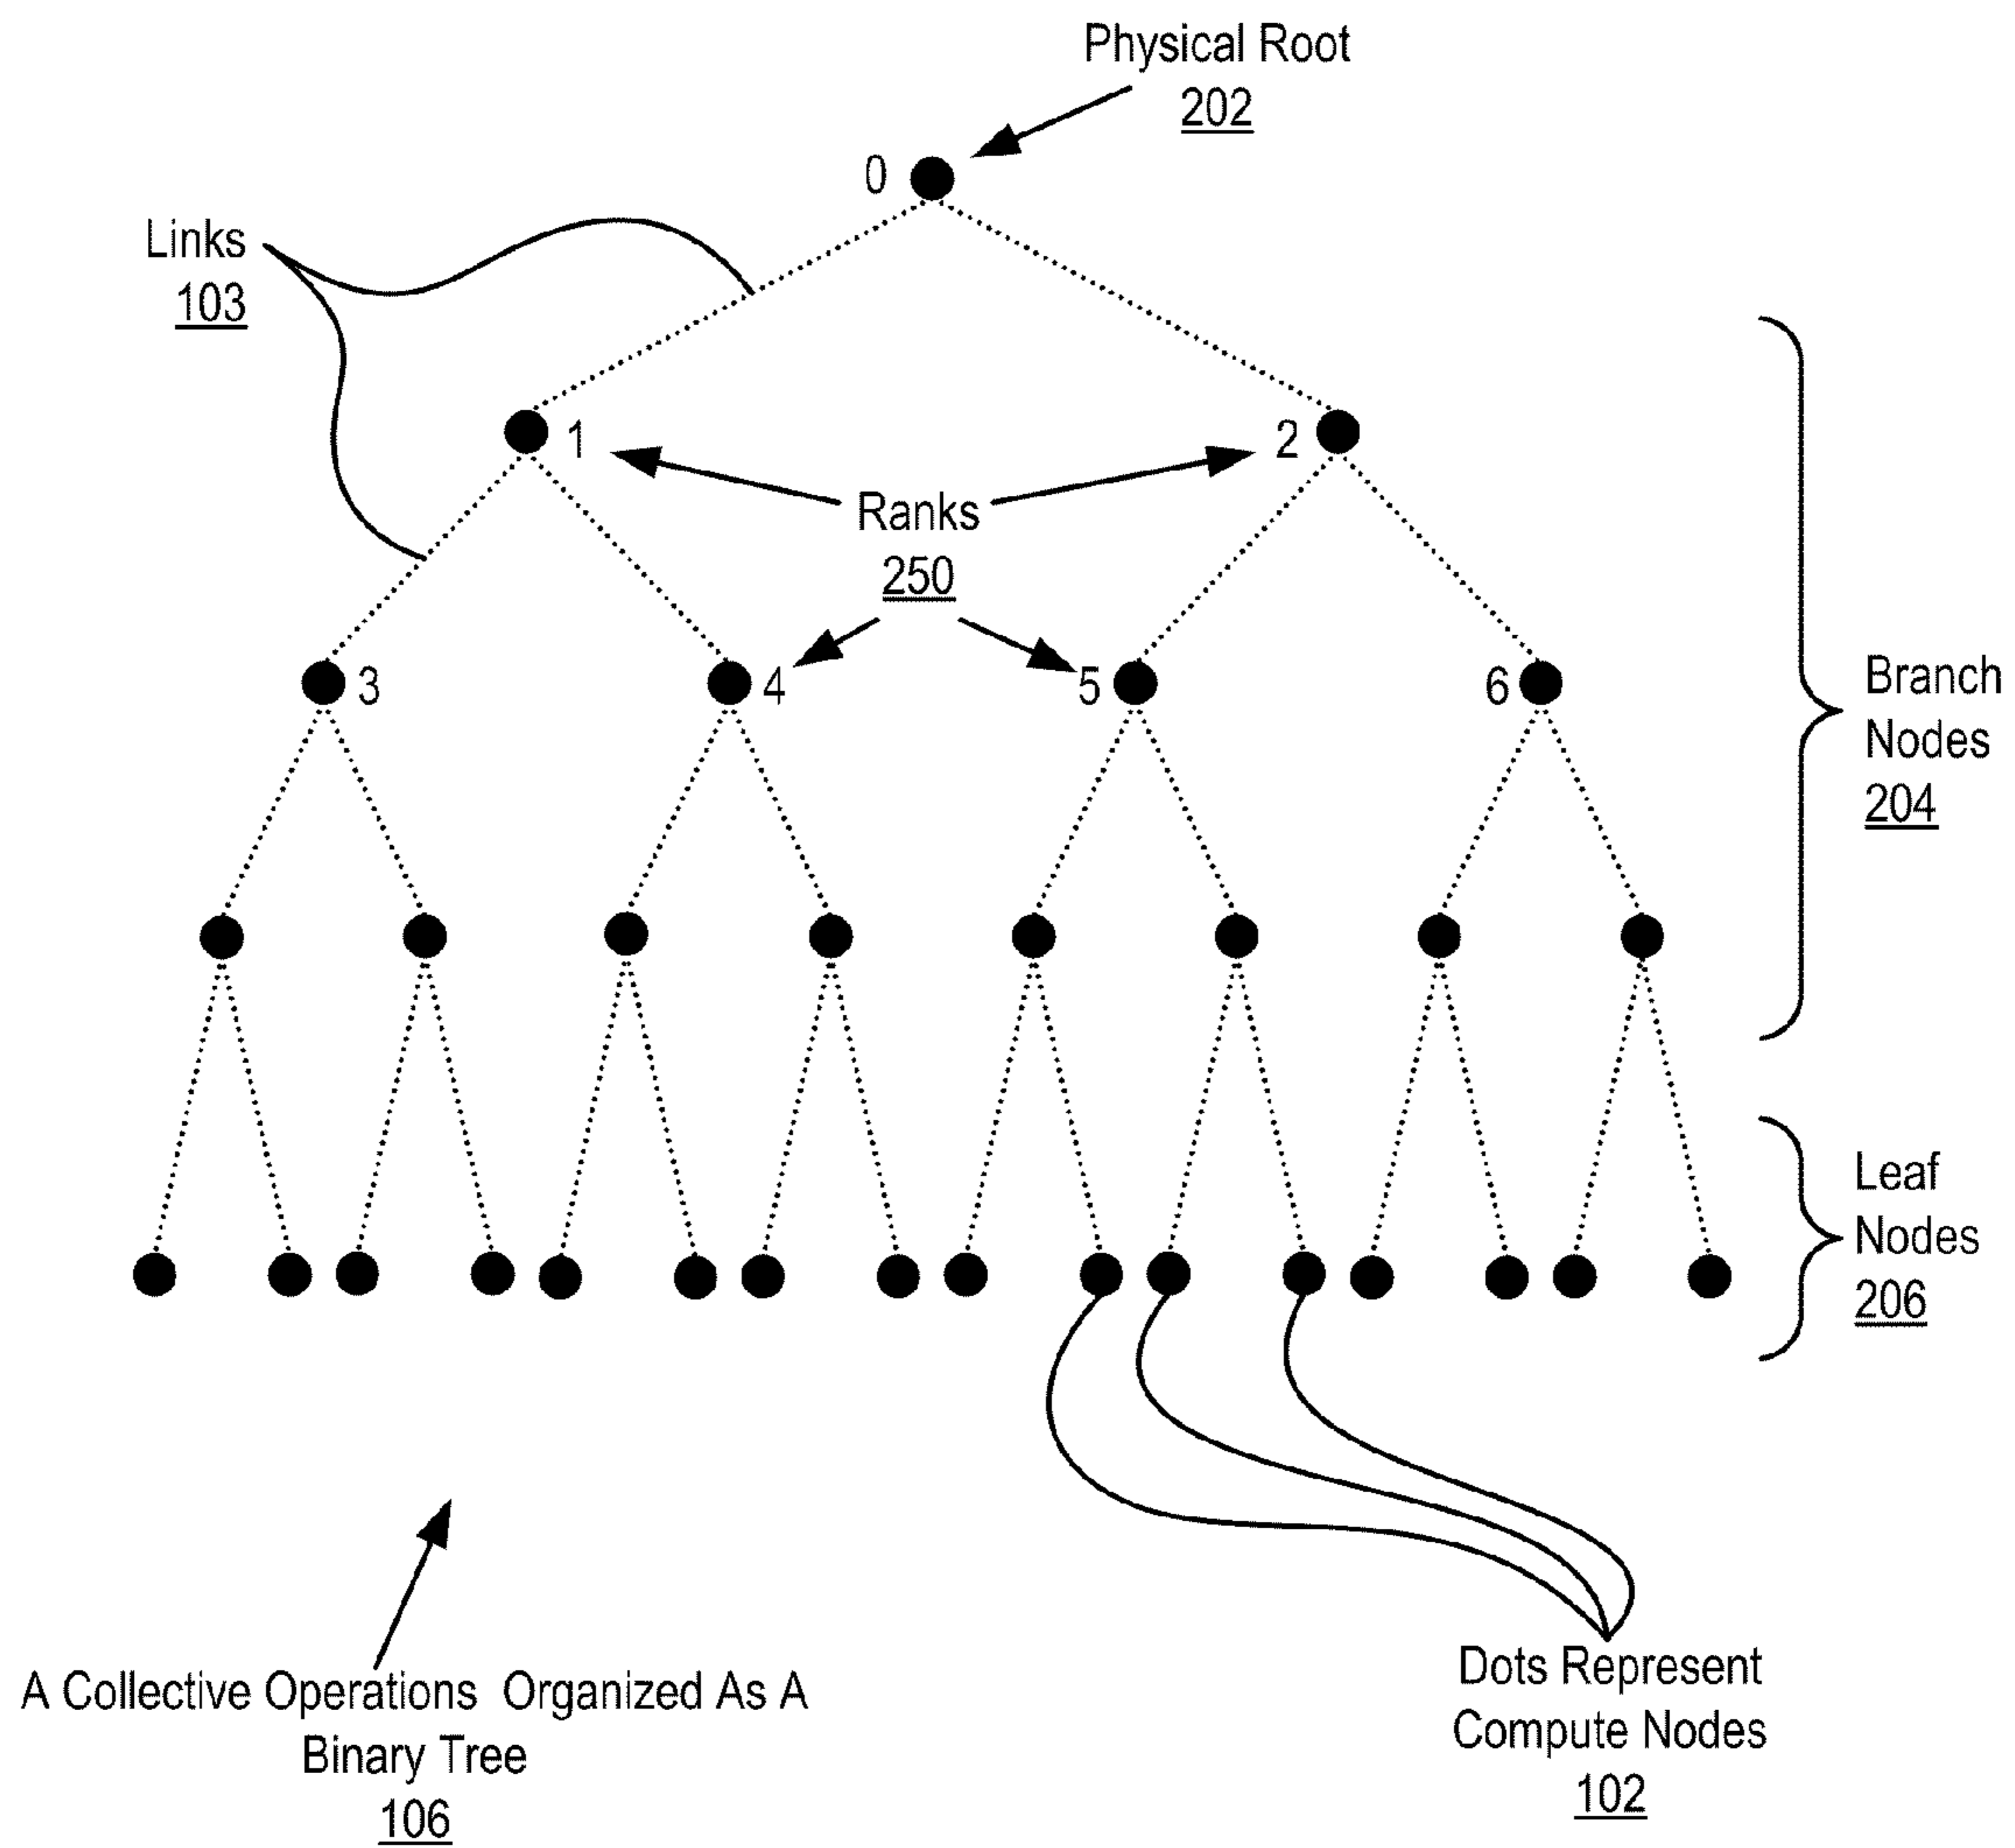 Physical Root
202
0
Links
103
1
2
Ranks
250
3
4
5
6
Branch
Nodes
204
Leaf
Nodes
206
A Collective Operations Organized As A
Binary Tree
106
Dots Represent
Compute Nodes
102